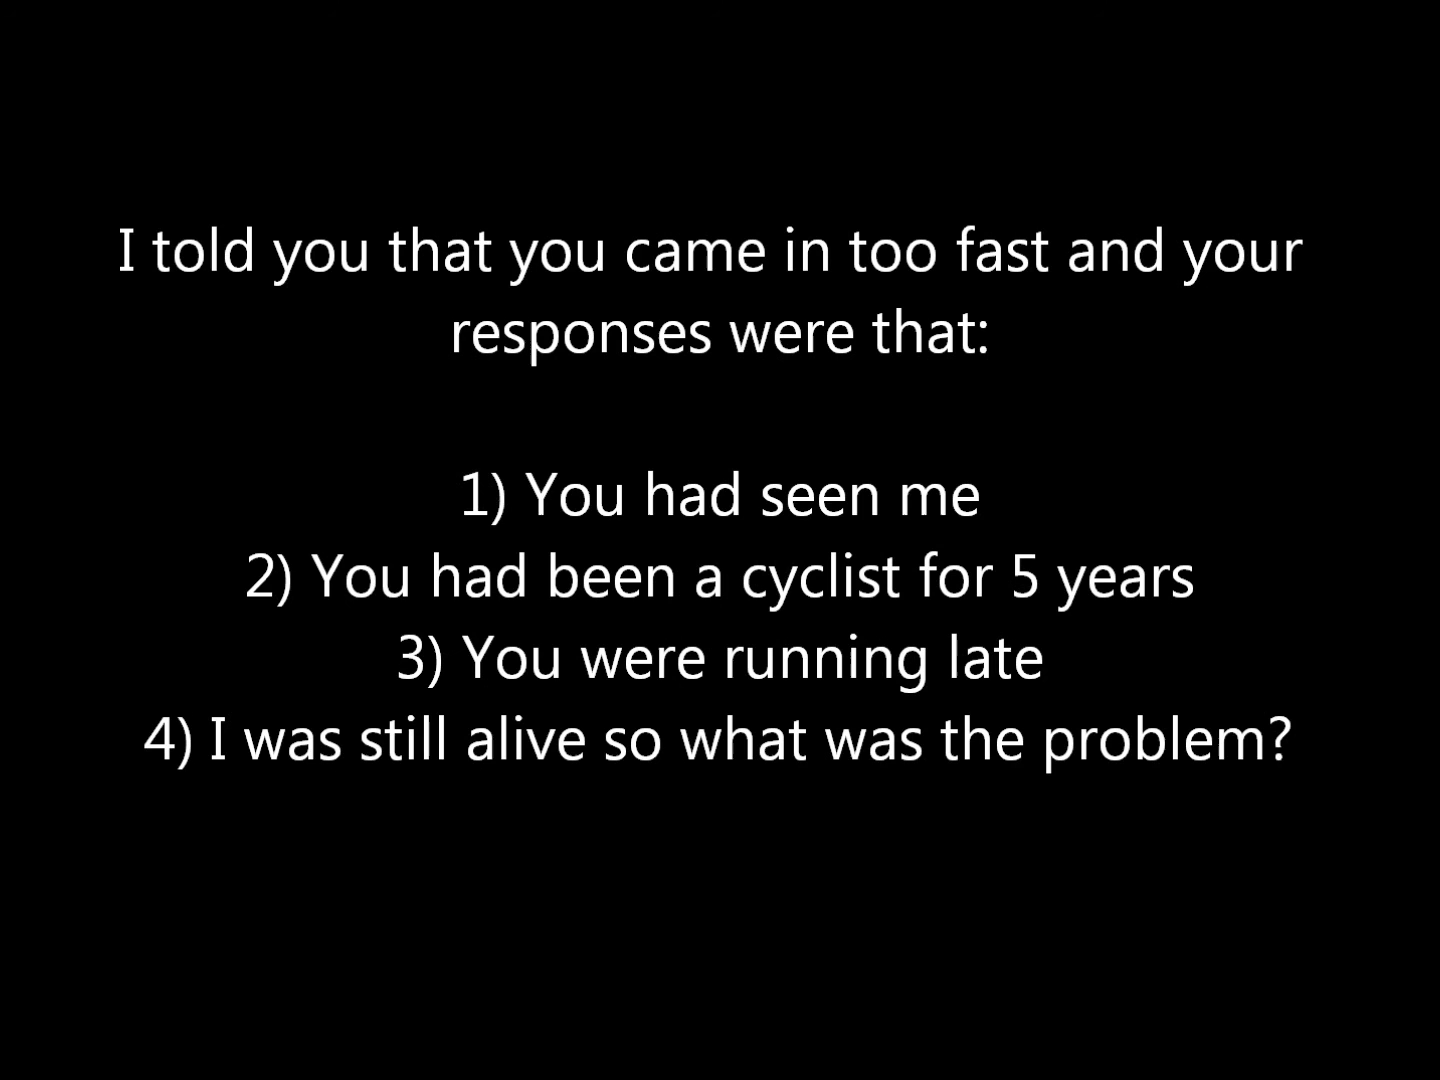 I told you that you came in too fast and your
responses were that:
1) You had seen me
2) You had been a cyclist for 5 years
3) You were running late
4) I was still alive so what was the problem?